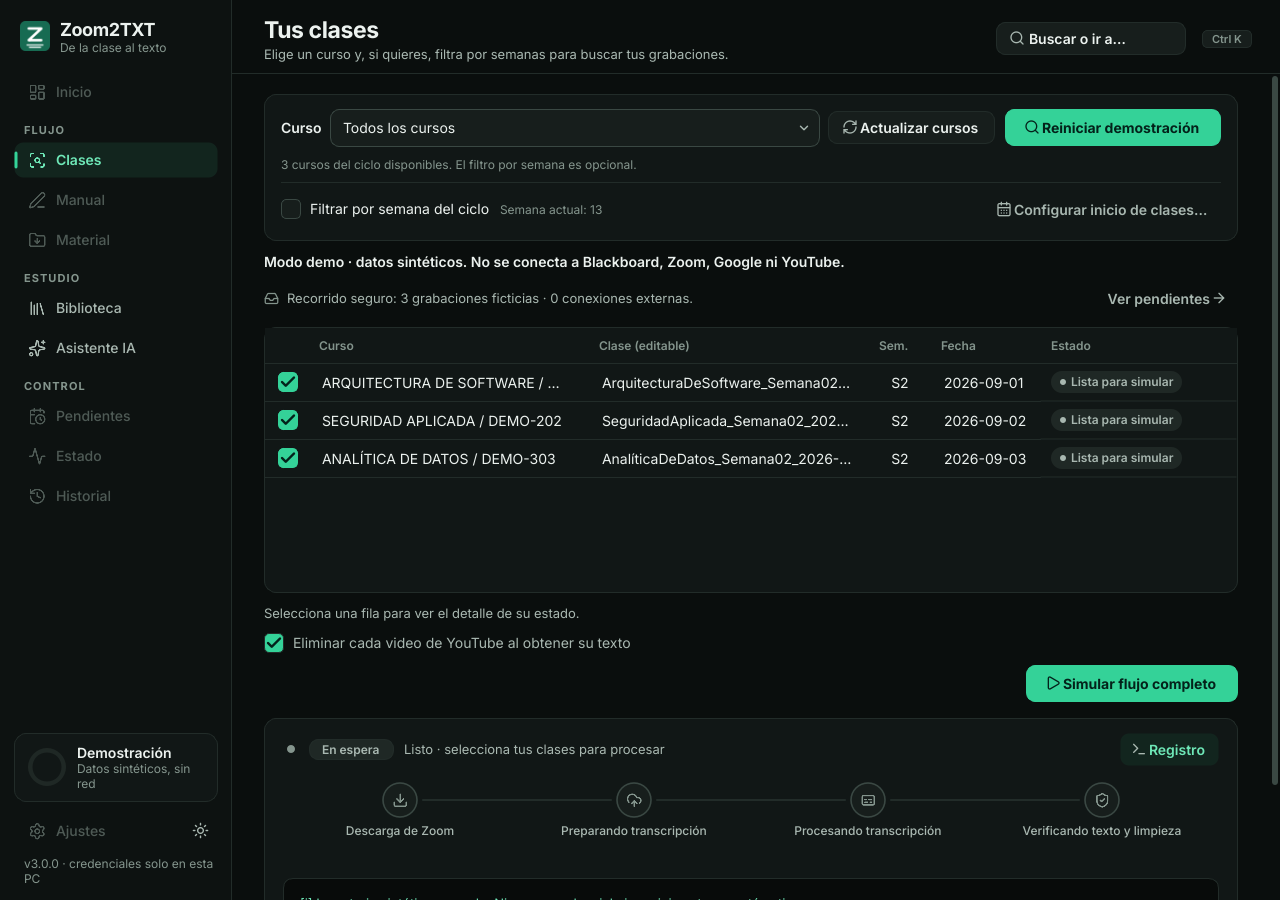 Zoom2TXT
De la clase al texto
Inicio
FLUJO
Clases
Manual
Material
ESTUDIO
Biblioteca
Asistente IA
CONTROL
Pendientes
Estado
Historial
Demostración
Datos sintéticos, sin
red
Ajustes
v3.0.0 · credenciales solo en esta
PC
Tus clases
Elige un curso y, si quieres, filtra por semanas para buscar tus grabaciones.
Buscar o ir a... Ctrl K
Curso Todos los cursos Actualizar cursos Reiniciar demostración
3 cursos del ciclo disponibles. El filtro por semana es opcional.
Filtrar por semana del ciclo Semana actual: 13 Configurar inicio de clases...
Modo demo · datos sintéticos. No se conecta a Blackboard, Zoom, Google ni YouTube.
Recorrido seguro: 3 grabaciones ficticias · 0 conexiones externas. Ver pendientes
Curso Clase (editable) Sem. Fecha Estado
ARQUITECTURA DE SOFTWARE / ... ArquitecturaDeSoftware_Semana02... S2 2026-09-01 Lista para simular
SEGURIDAD APLICADA / DEMO-202 SeguridadAplicada_Semana02_202... S2 2026-09-02 Lista para simular
ANALÍTICA DE DATOS / DEMO-303 AnalíticaDeDatos_Semana02_2026-... S2 2026-09-03 Lista para simular
Selecciona una fila para ver el detalle de su estado.
Eliminar cada video de YouTube al obtener su texto
Simular flujo completo
En espera Listo · selecciona tus clases para procesar Registro
Descarga de Zoom Preparando transcripción Procesando transcripción Verificando texto y limpieza